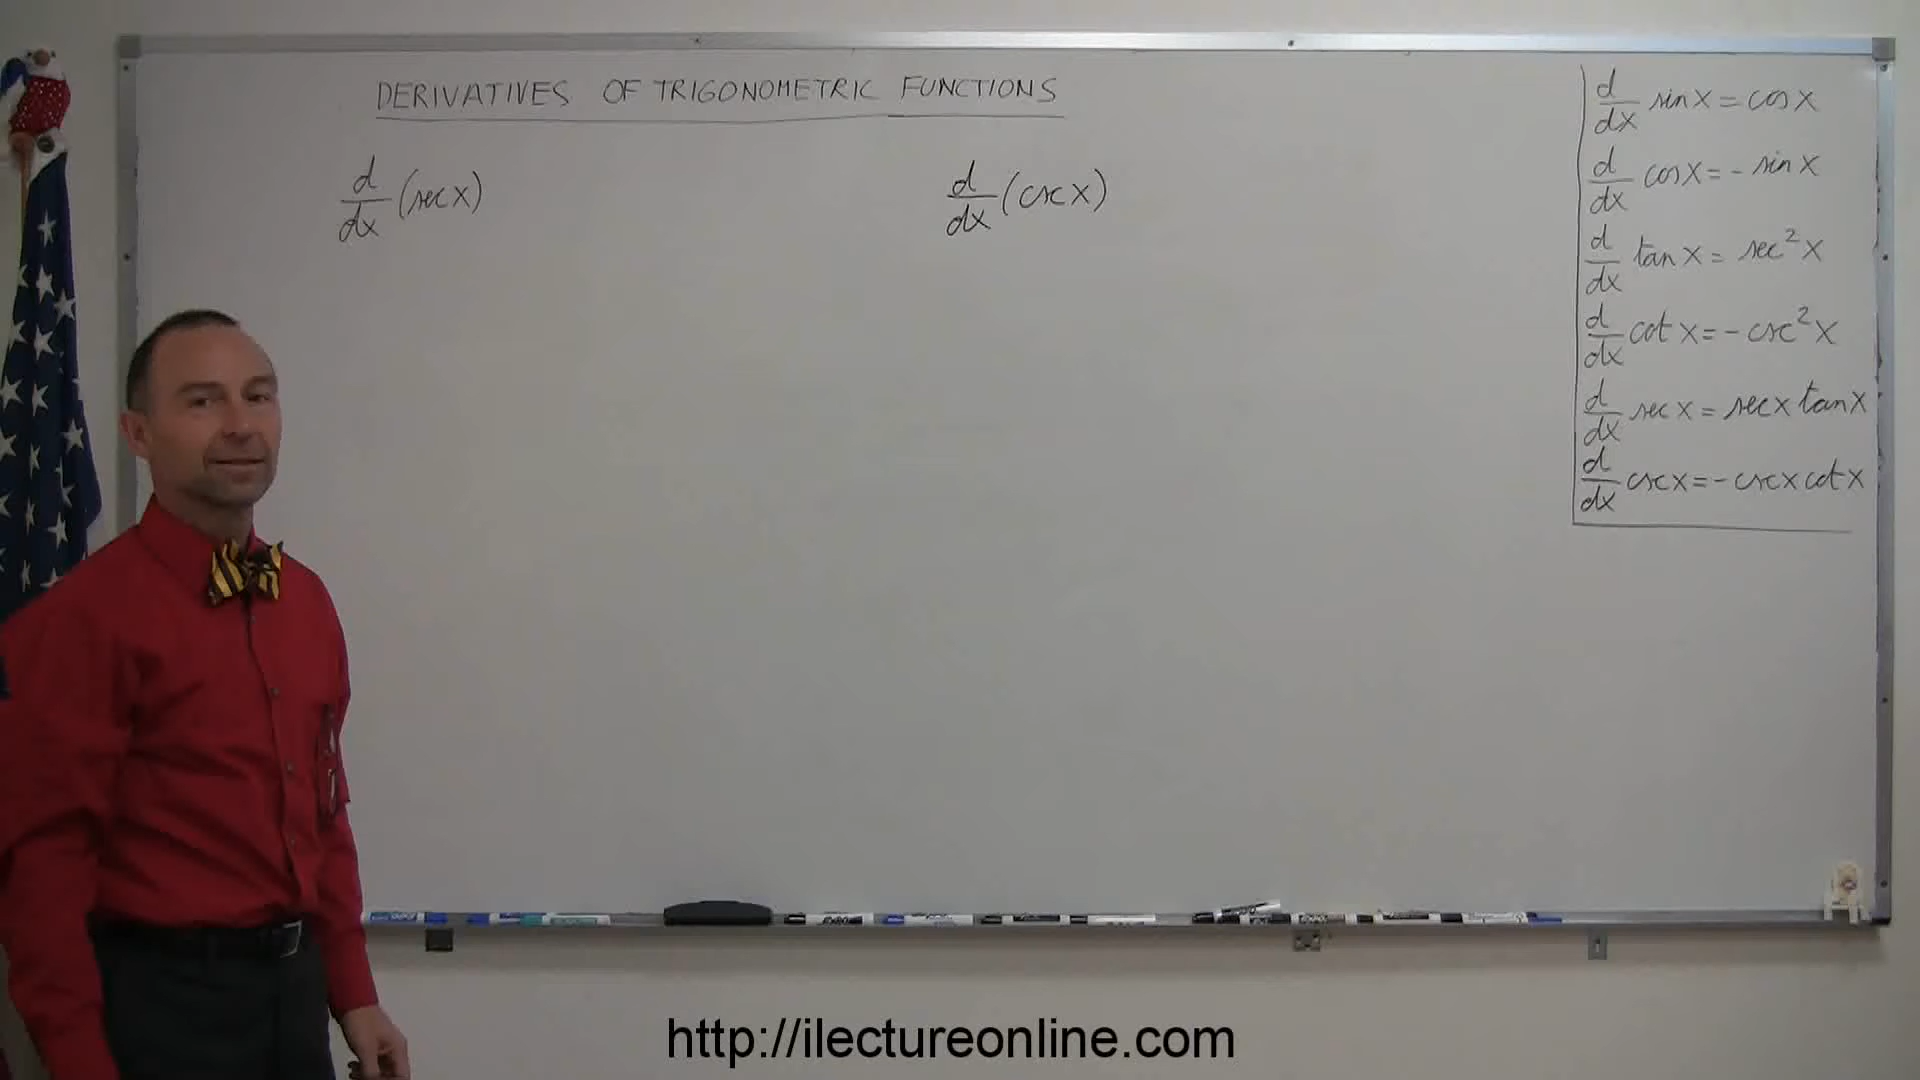 DERIVATIVES OF TRIGONOMETRIC FUNCTIONS
d/dx (sec x)
d/dx (csc x)
d/dx sin x = cos x
d/dx cos x = - sin x
d/dx tan x = sec² x
d/dx cot x = - csc² x
d/dx sec x = sec x tan x
d/dx csc x = - csc x cot x
EXPO
http://ilectureonline.com